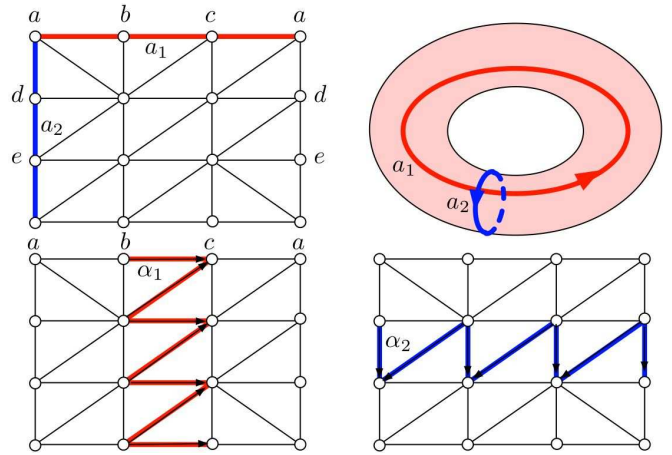 a b c a
a₁
d d
a₂
e e
a b c a
a₁
a₂
α₁
α₂